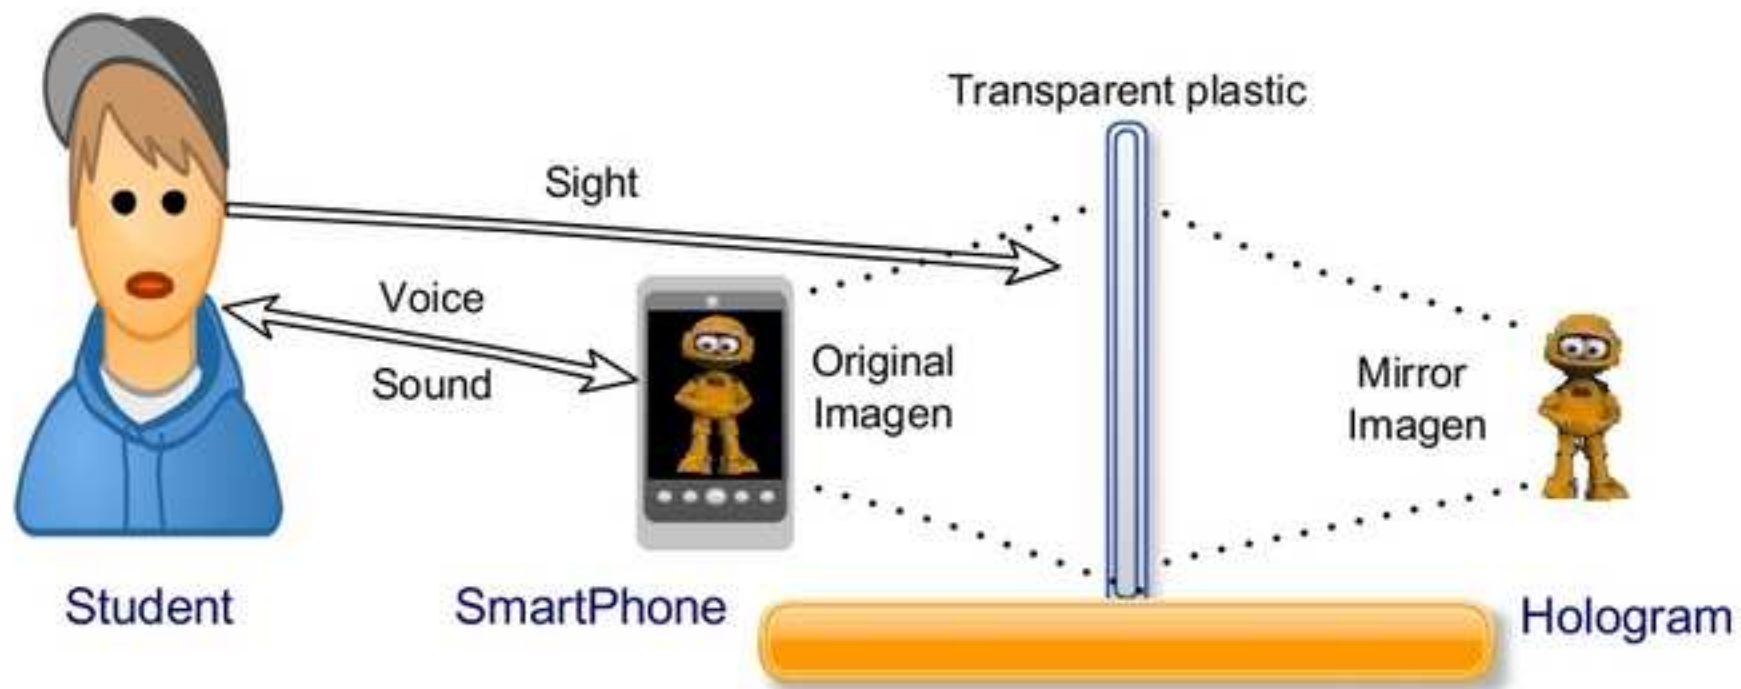 Transparent plastic
Sight
Voice
Sound
Original
Imagen
Mirror
Imagen
Student
SmartPhone
Hologram